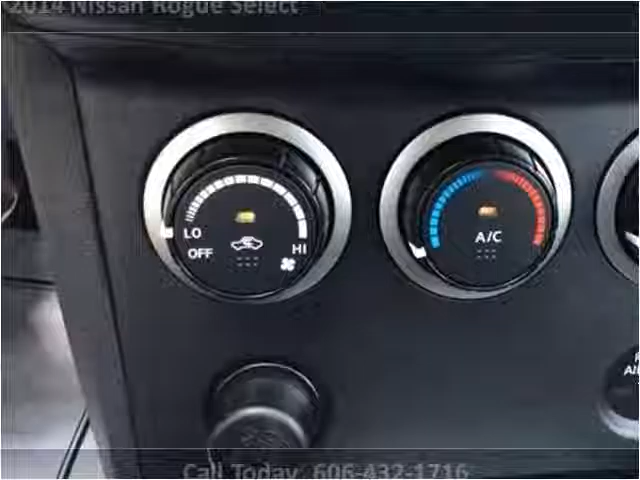 2014 Nissan Rogue Select
LO
OFF
HI
A/C
Call Today 606-432-1716